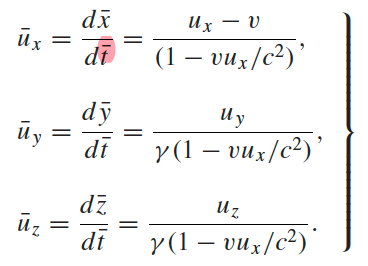 ū_x = dx̄/dt̄ = (u_x − v)/(1 − vu_x/c²),
ū_y = dȳ/dt̄ = u_y/(γ(1 − vu_x/c²)),
ū_z = dz̄/dt̄ = u_z/(γ(1 − vu_x/c²)).